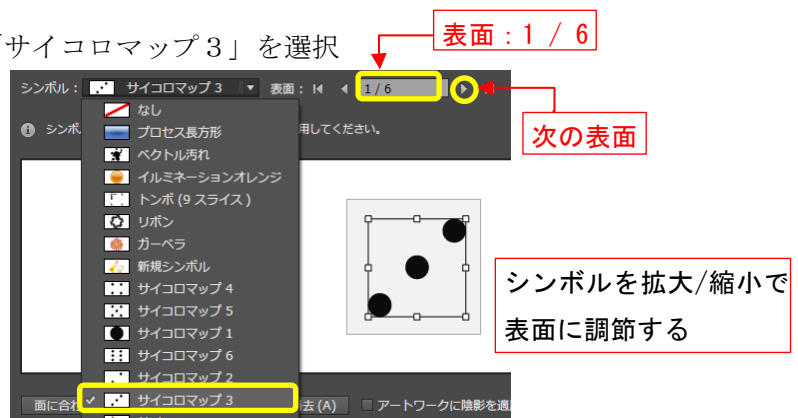 「サイコロマップ３」を選択
表面：1 / 6
シンボル： サイコロマップ 3 表面： 1 / 6
次の表面
なし
シンボ 用してください。
プロセス長方形
ベクトル汚れ
イルミネーションオレンジ
トンボ (9 スライス )
リボン
ガーベラ
新規シンボル
サイコロマップ 4
サイコロマップ 5
サイコロマップ 1
サイコロマップ 6
サイコロマップ 2
サイコロマップ 3
シンボルを拡大/縮小で
表面に調節する
面に合わ 去 (A) アートワークに陰影を適